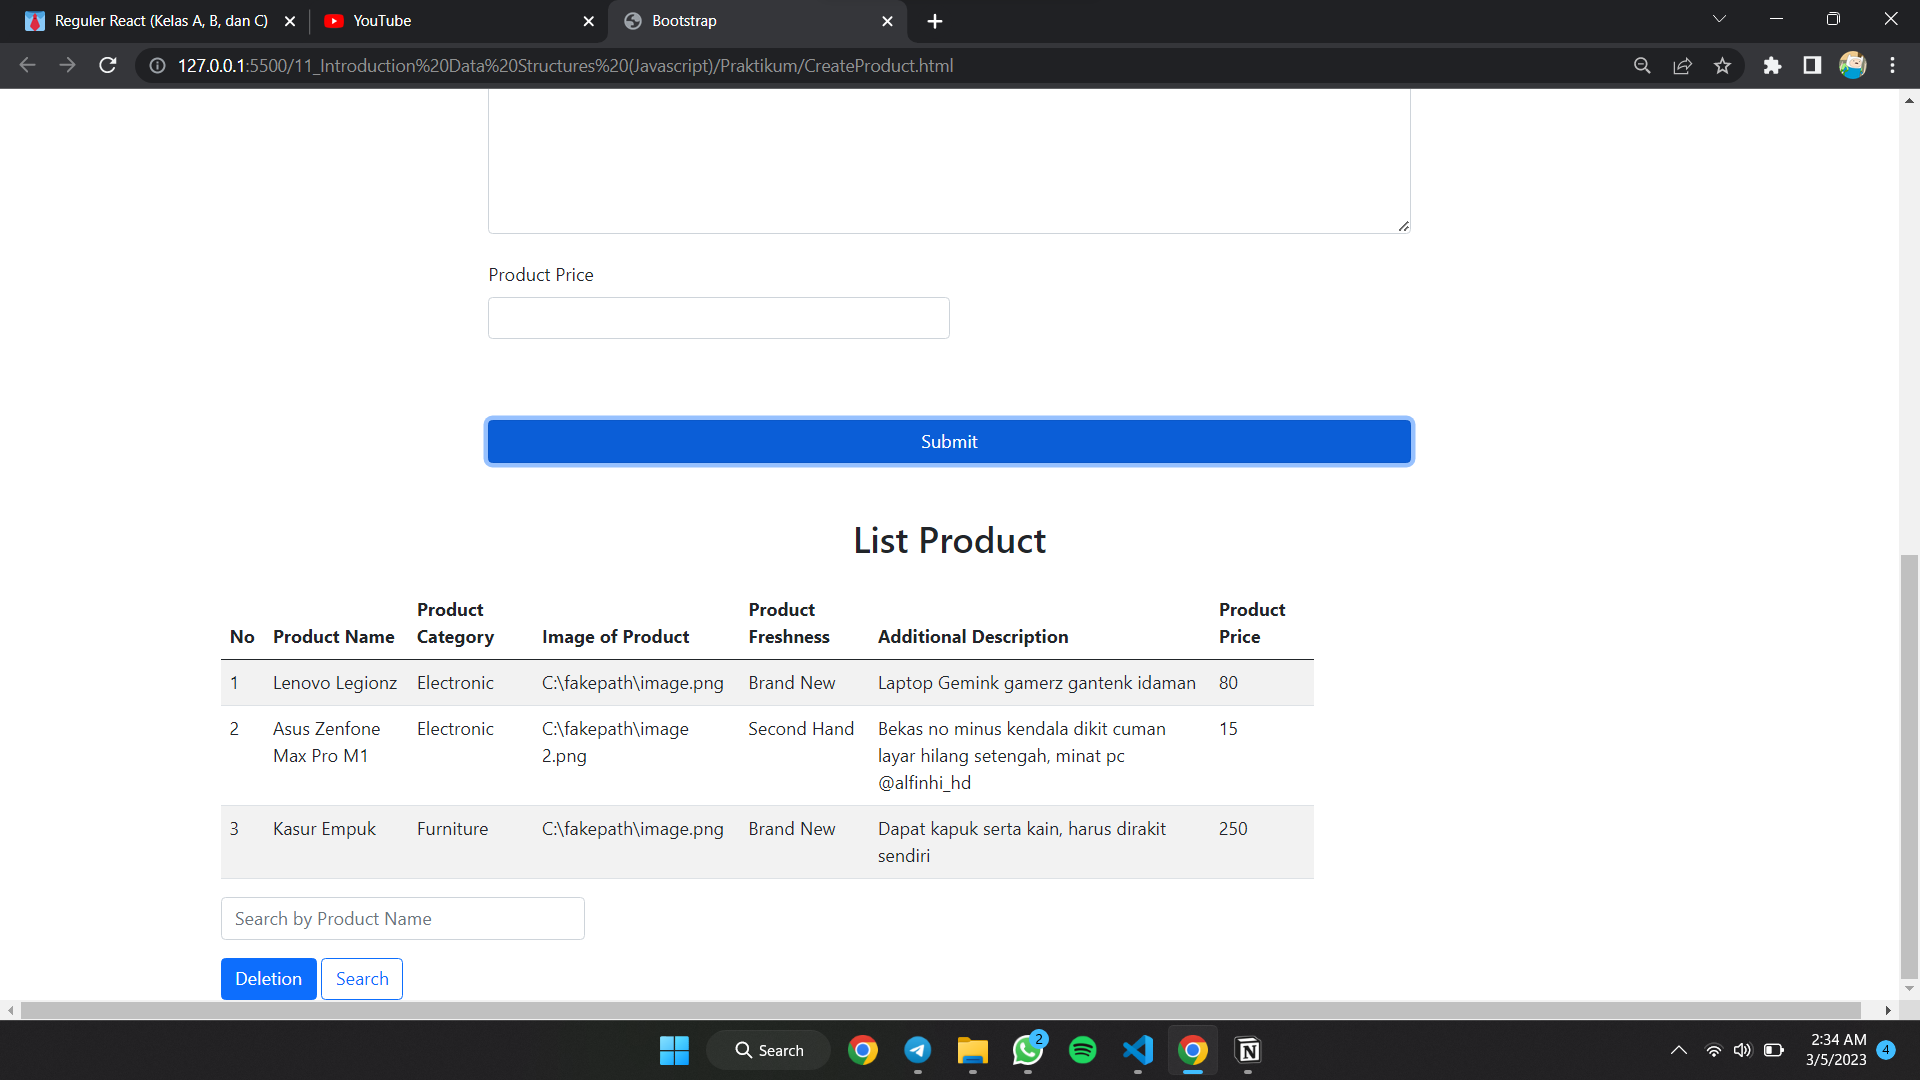 Reguler React (Kelas A, B, dan C)
YouTube
Bootstrap
127.0.0.1:5500/11_Introduction%20Data%20Structures%20(Javascript)/Praktikum/CreateProduct.html
Product Price
Submit
List Product
No Product Name Product Category Image of Product Product Freshness Additional Description Product Price
1 Lenovo Legionz Electronic C:\fakepath\image.png Brand New Laptop Gemink gamerz gantenk idaman 80
2 Asus Zenfone Electronic C:\fakepath\image Second Hand Bekas no minus kendala dikit cuman 15
Max Pro M1 2.png layar hilang setengah, minat pc
@alfinhi_hd
3 Kasur Empuk Furniture C:\fakepath\image.png Brand New Dapat kapuk serta kain, harus dirakit 250
sendiri
Search by Product Name
Deletion Search
Search
2
2:34 AM
3/5/2023
4